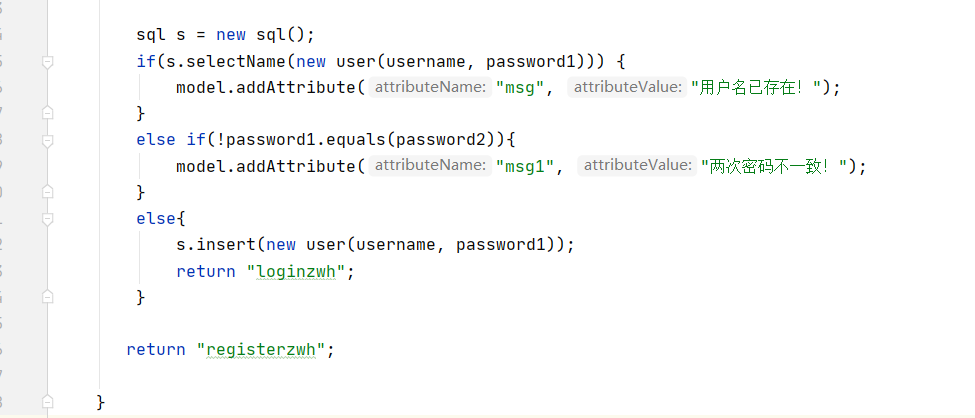 sql s = new sql();
if(s.selectName(new user(username, password1))) {
model.addAttribute( attributeName: "msg", attributeValue: "用户名已存在！");
}
else if(!password1.equals(password2)){
model.addAttribute( attributeName: "msg1", attributeValue: "两次密码不一致！");
}
else{
s.insert(new user(username, password1));
return "loginzwh";
}
return "registerzwh";
}